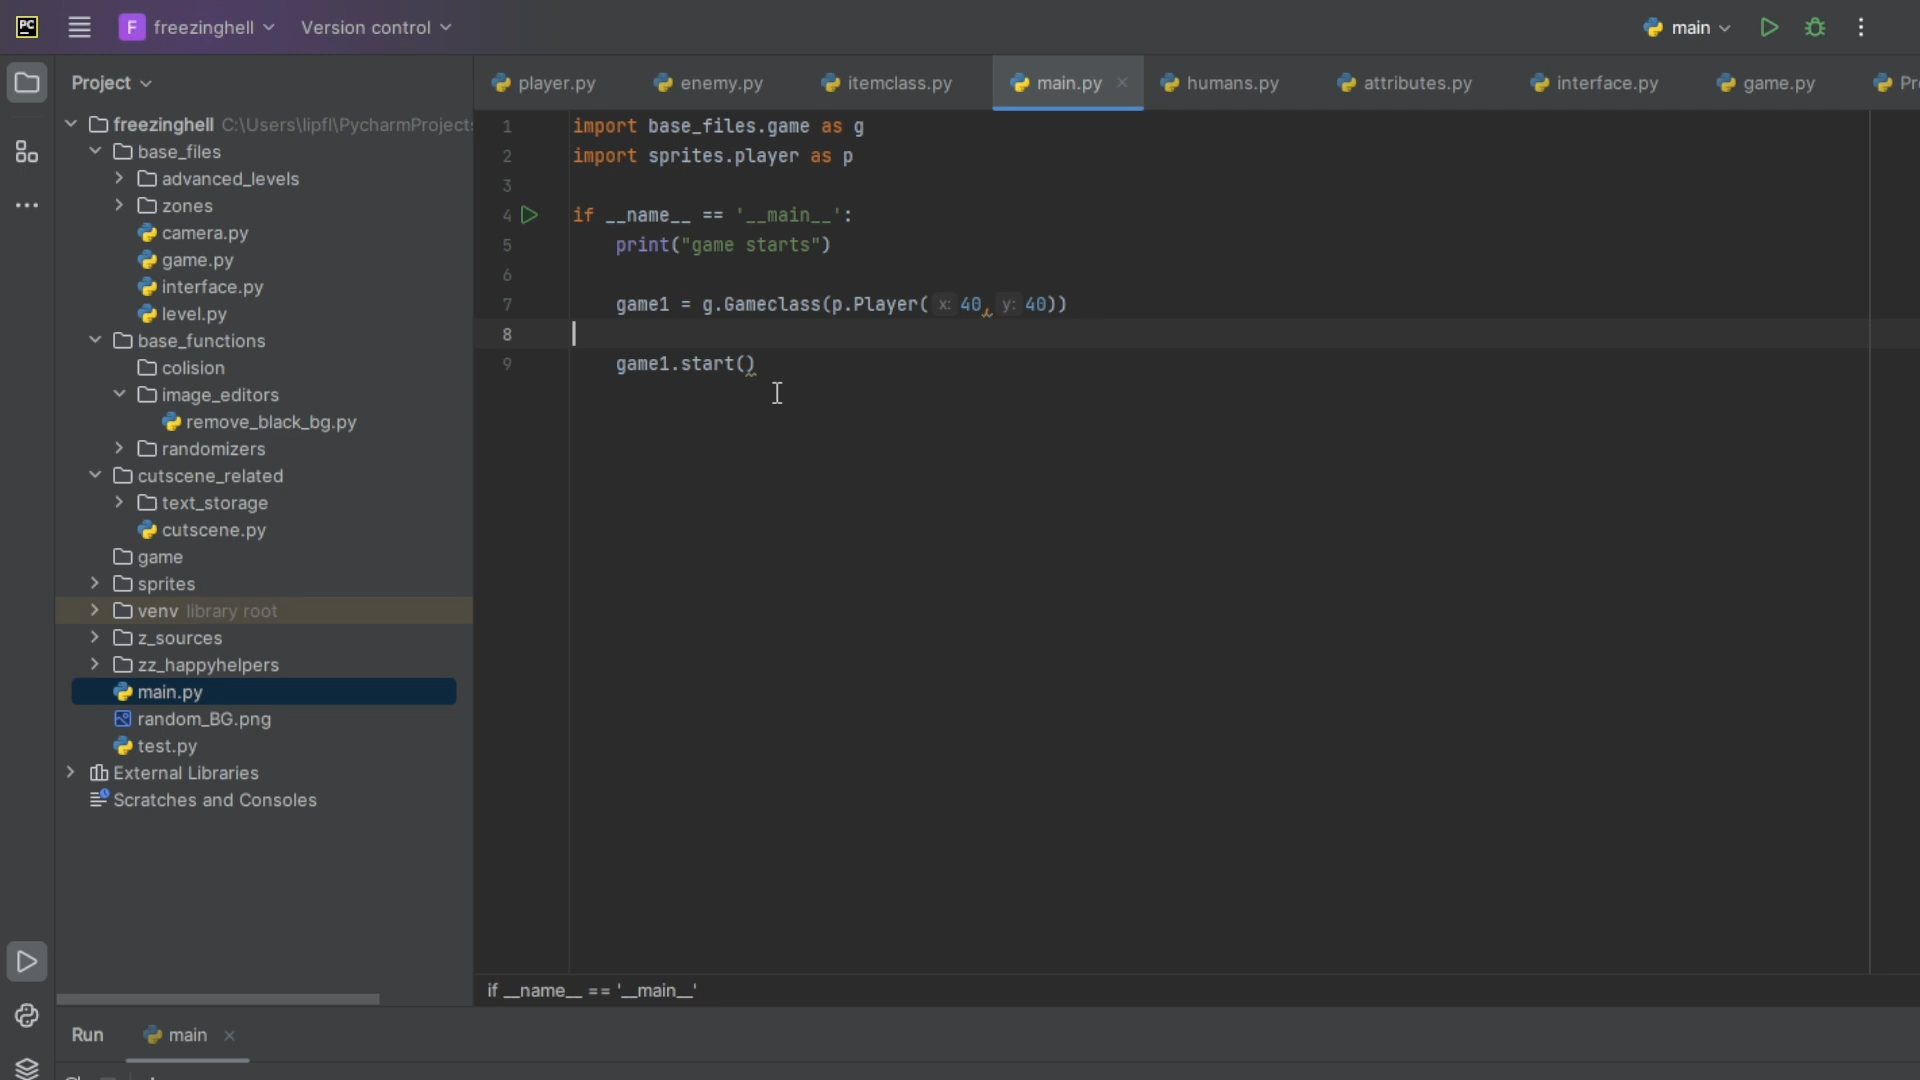 PC F freezinghell Version control main
Project
player.py enemy.py itemclass.py main.py humans.py attributes.py interface.py game.py
freezinghell C:\Users\lipfl\PycharmProject
base_files
advanced_levels
zones
camera.py
game.py
interface.py
level.py
base_functions
colision
image_editors
remove_black_bg.py
randomizers
cutscene_related
text_storage
cutscene.py
game
sprites
venv library root
z_sources
zz_happyhelpers
main.py
random_BG.png
test.py
External Libraries
Scratches and Consoles
1 import base_files.game as g
2 import sprites.player as p
3
4 if __name__ == '__main__':
5 print("game starts")
6
7 game1 = g.Gameclass(p.Player( x: 40, y: 40))
8
9 game1.start()
if __name__ == '__main__'
Run main